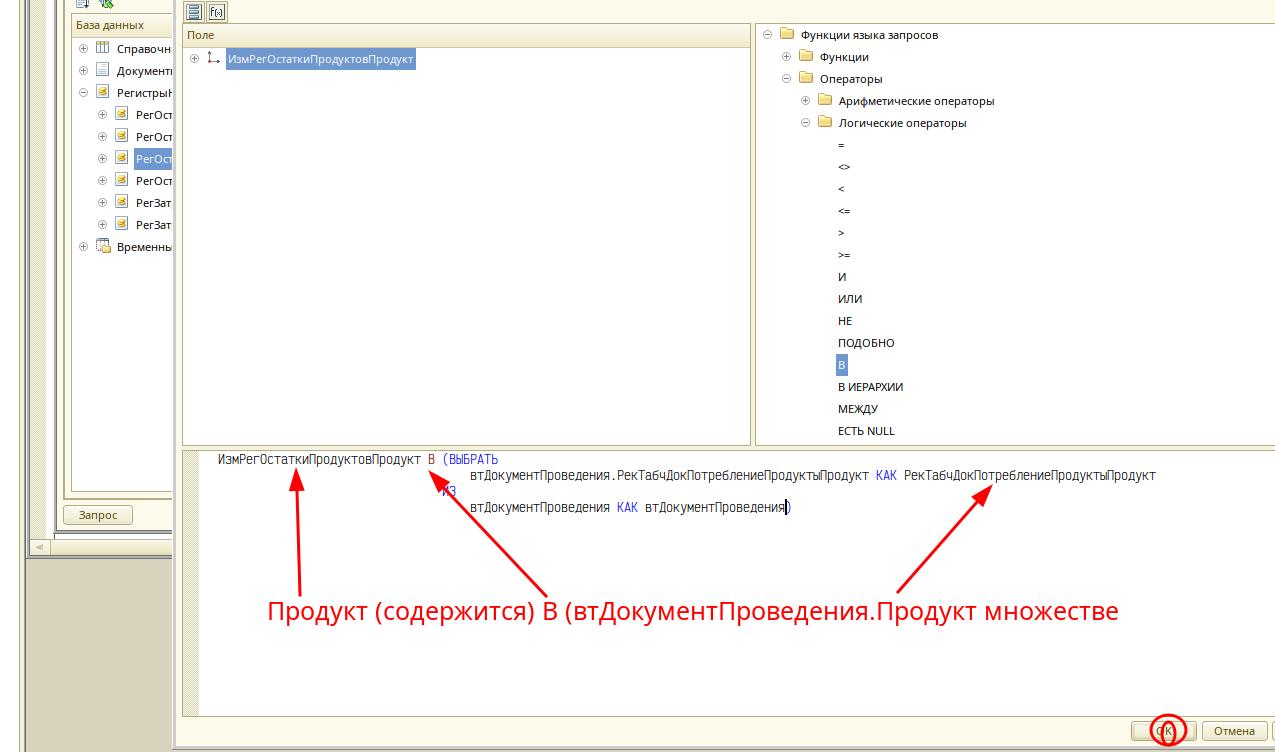 База данных
Справочн
Документ
Регистры
РегОст
РегОст
РегОст
РегОст
РегЗат
РегЗат
Временны
Запрос
Поле
ИзмРегОстаткиПродуктовПродукт
Функции языка запросов
Функции
Операторы
Арифметические операторы
Логические операторы
=
<>
<
<=
>
>=
И
ИЛИ
НЕ
ПОДОБНО
В
В ИЕРАРХИИ
МЕЖДУ
ЕСТЬ NULL
ИзмРегОстаткиПродуктовПродукт В (ВЫБРАТЬ
втДокументПроведения.РекТабчДокПотреблениеПродуктыПродукт КАК РекТабчДокПотреблениеПродуктыПродукт
ИЗ
втДокументПроведения КАК втДокументПроведения)
Продукт (содержится) В (втДокументПроведения.Продукт множестве
OK
Отмена